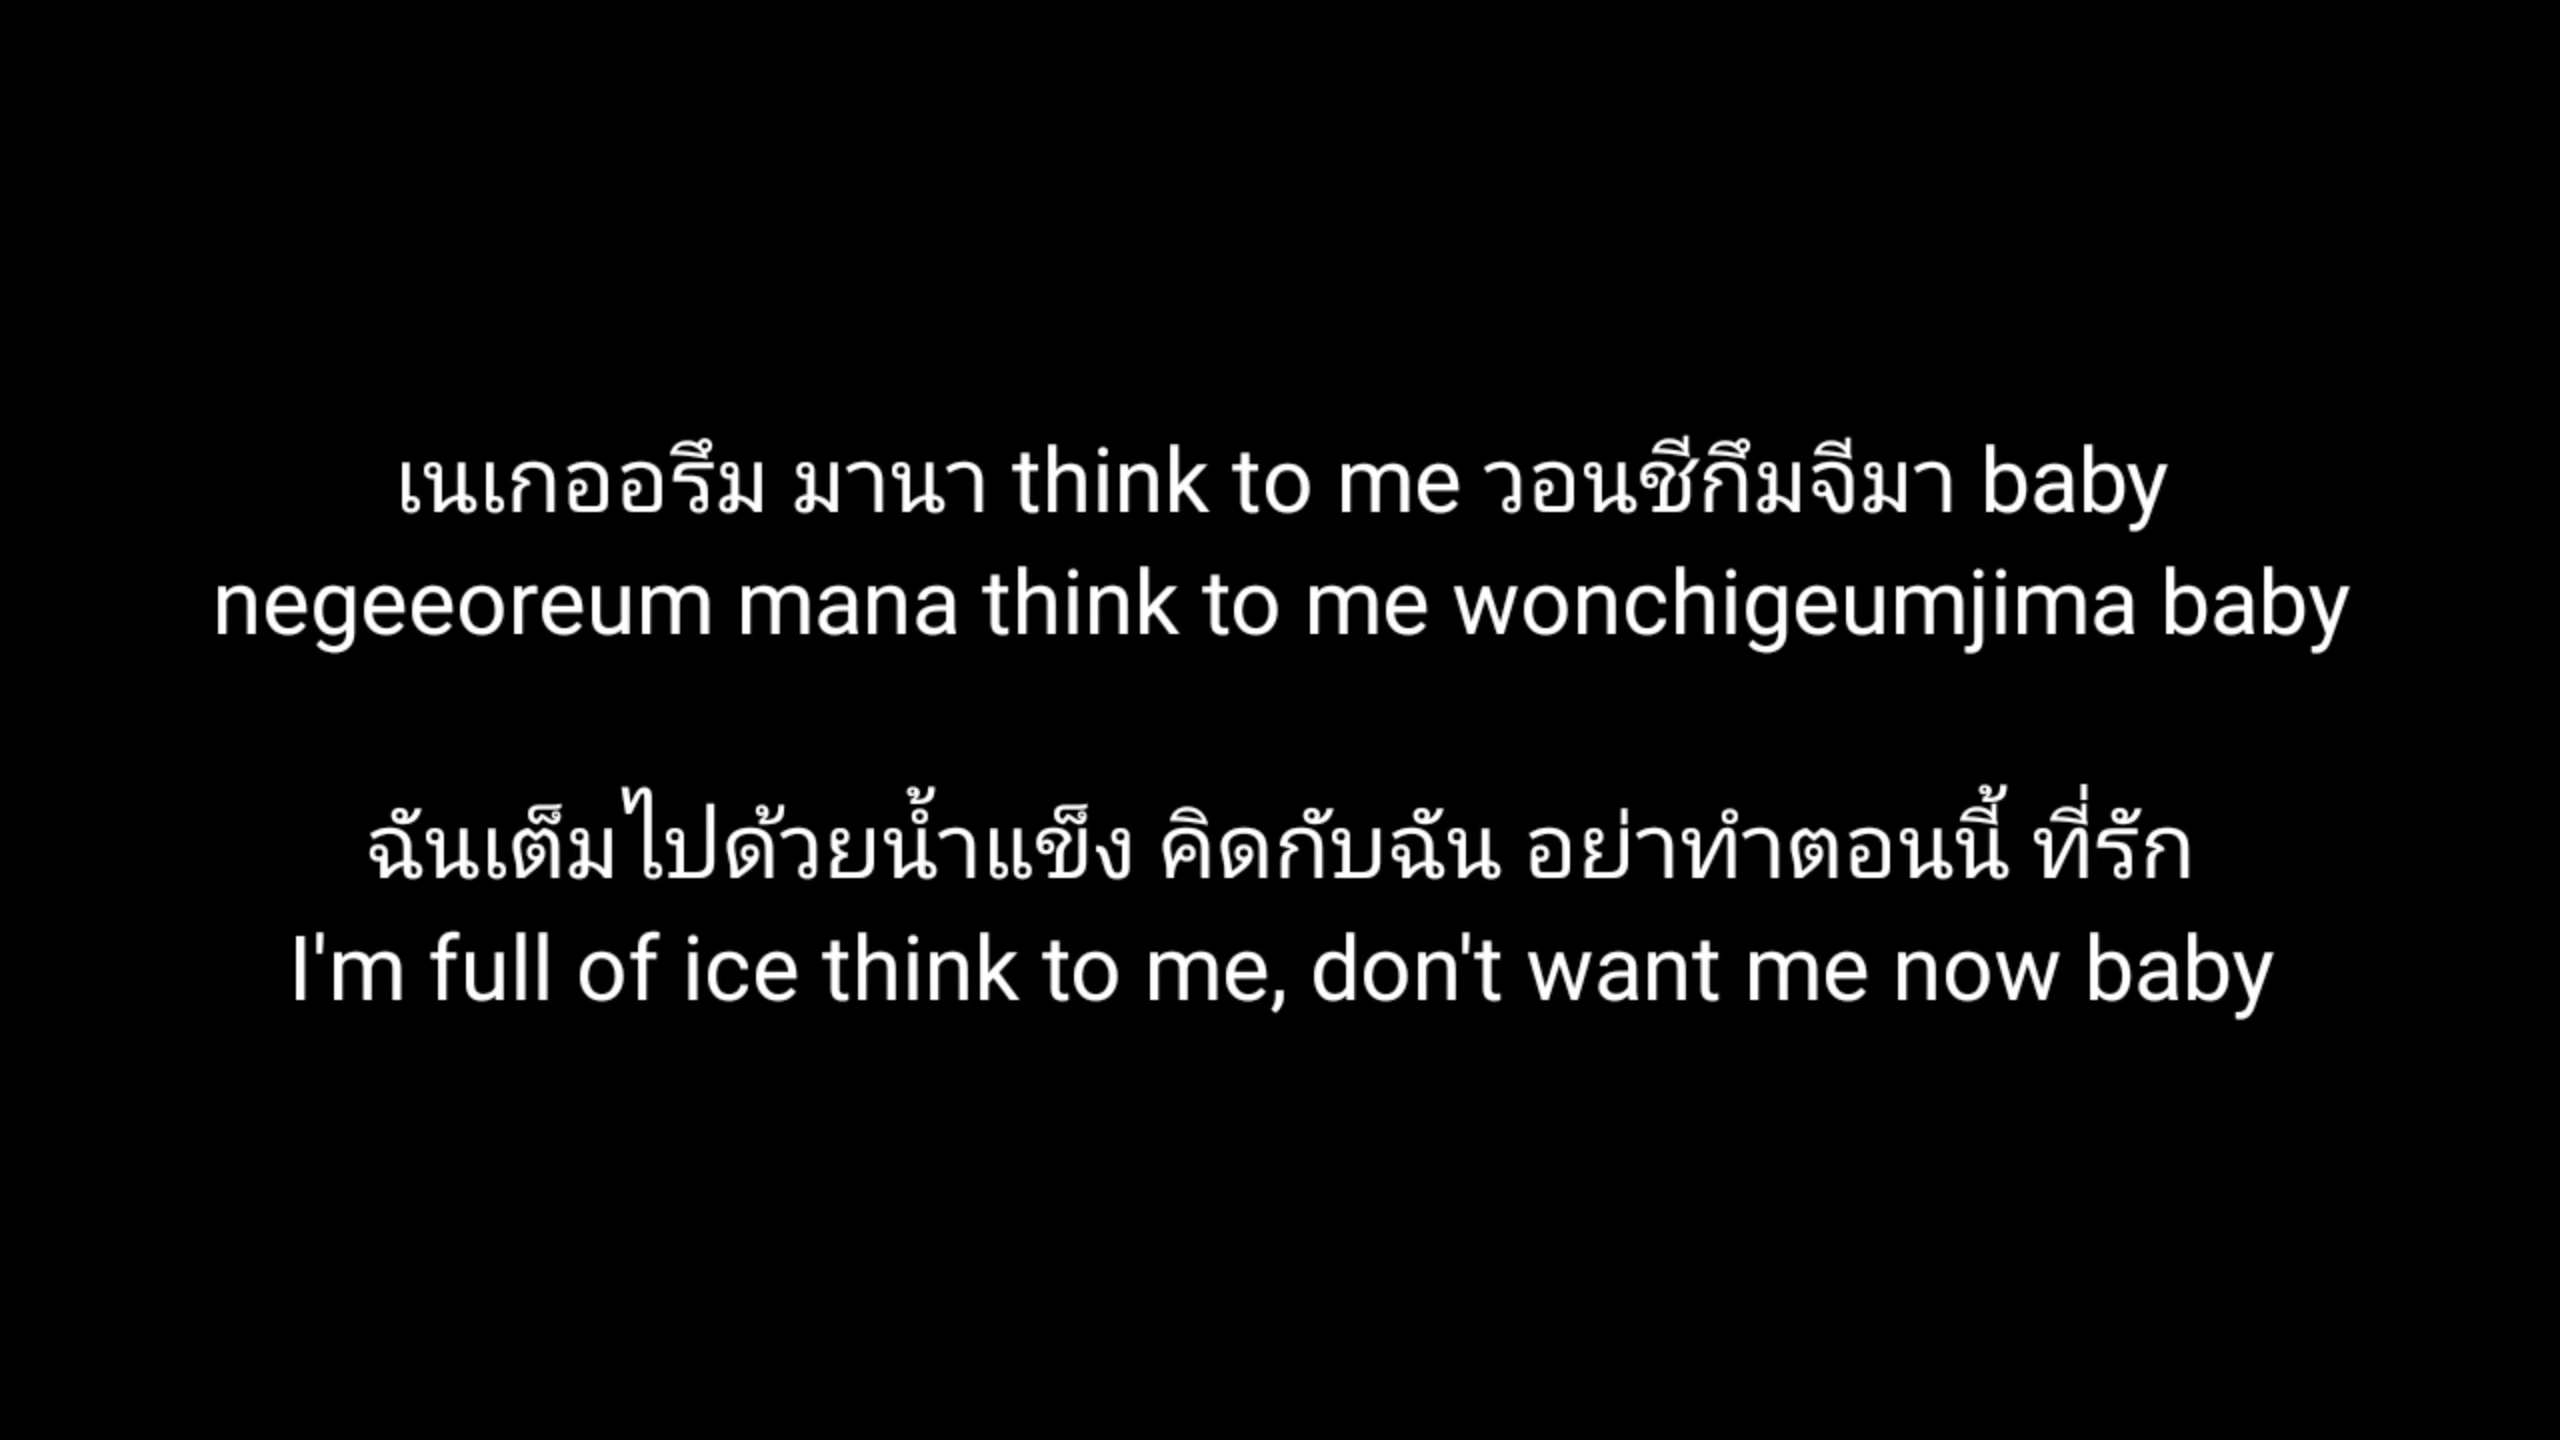 เนเกออรึม มานา think to me วอนชีกึมจีมา baby
negeeoreum mana think to me wonchigeumjima baby
ฉันเต็มไปด้วยน้ำแข็ง คิดกับฉัน อย่าทำตอนนี้ ที่รัก
I'm full of ice think to me, don't want me now baby